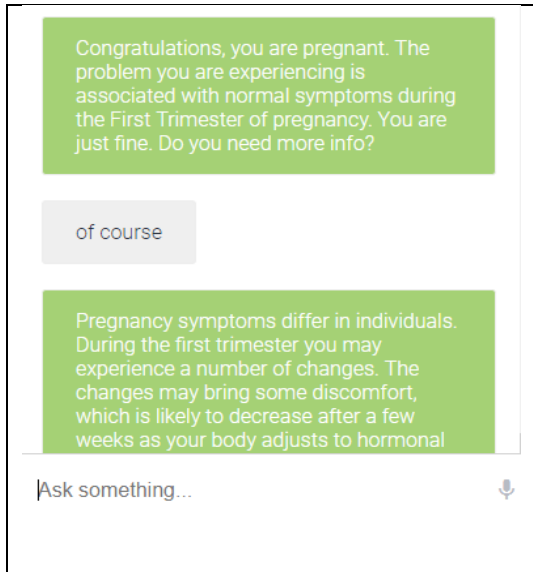 Congratulations, you are pregnant. The
problem you are experiencing is
associated with normal symptoms during
the First Trimester of pregnancy. You are
just fine. Do you need more info?
of course
Pregnancy symptoms differ in individuals.
During the first trimester you may
experience a number of changes. The
changes may bring some discomfort,
which is likely to decrease after a few
weeks as your body adjusts to hormonal
Ask something...